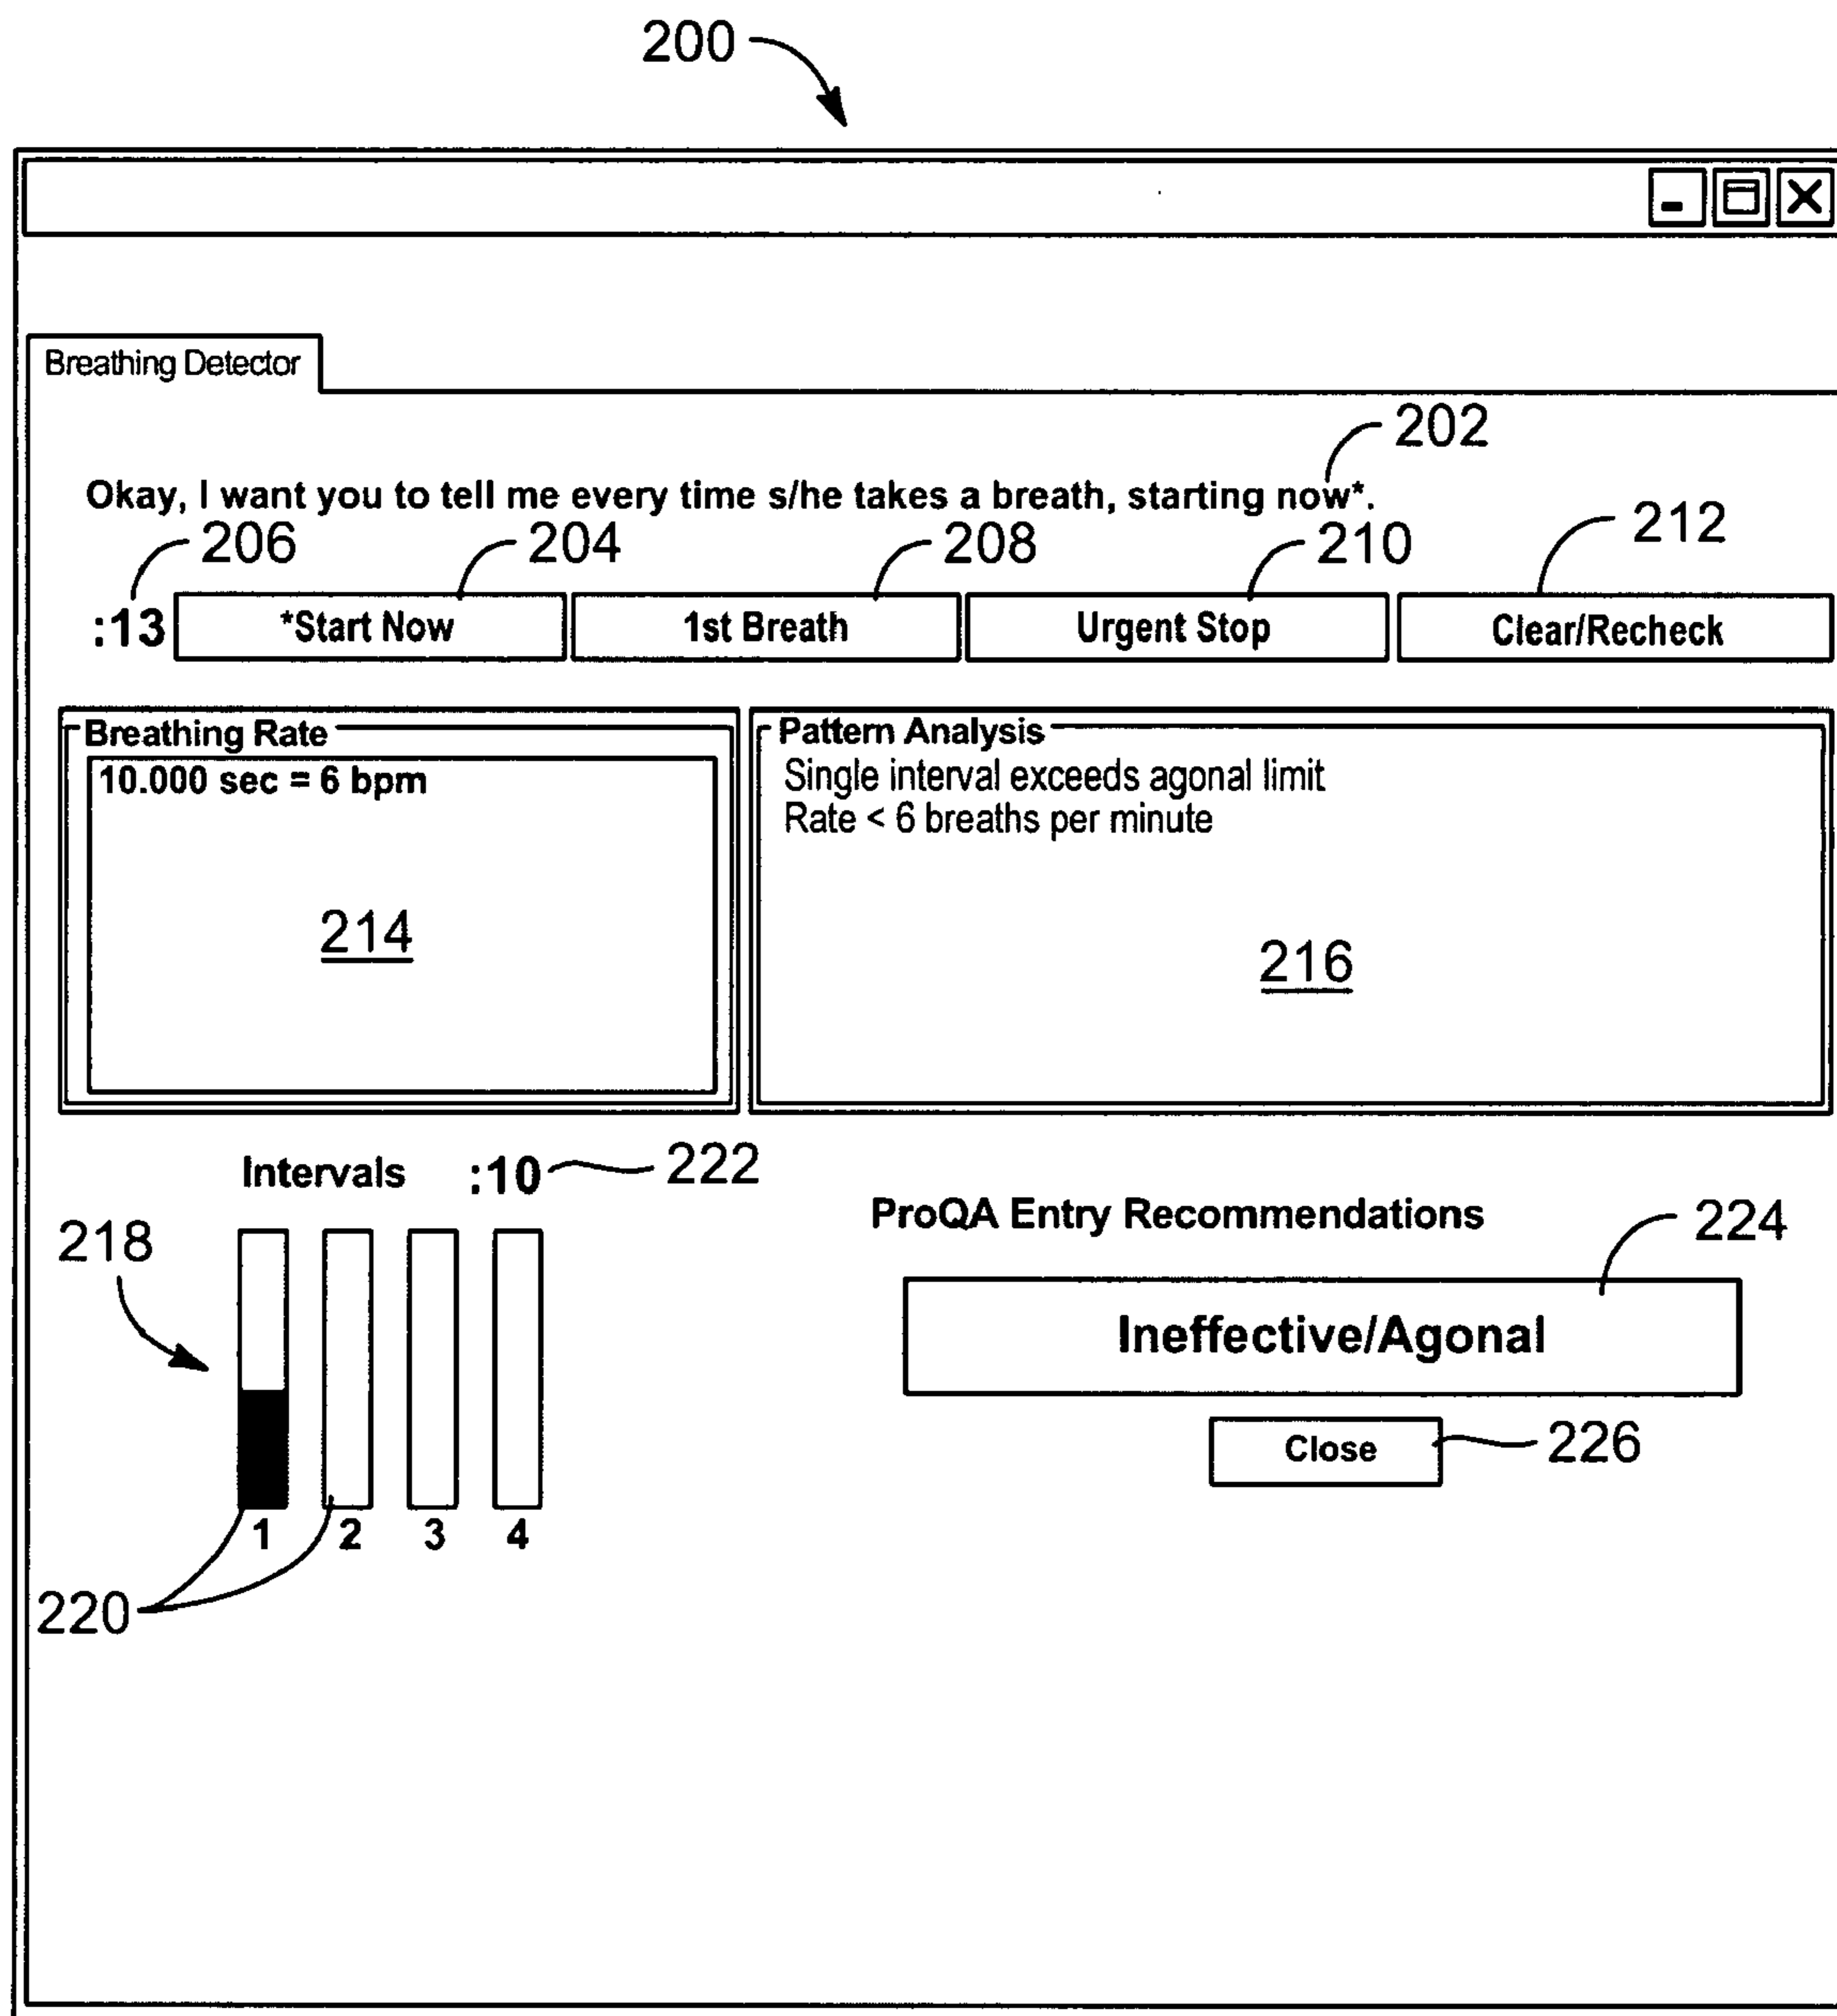 200
Breathing Detector
202
Okay, I want you to tell me every time s/he takes a breath, starting now*.
206 204 208 210 212
:13 *Start Now 1st Breath Urgent Stop Clear/Recheck
Breathing Rate
10.000 sec = 6 bpm
214
Pattern Analysis
Single interval exceeds agonal limit
Rate < 6 breaths per minute
216
Intervals :10 222
218
1 2 3 4
220
ProQA Entry Recommendations
224
Ineffective/Agonal
Close 226